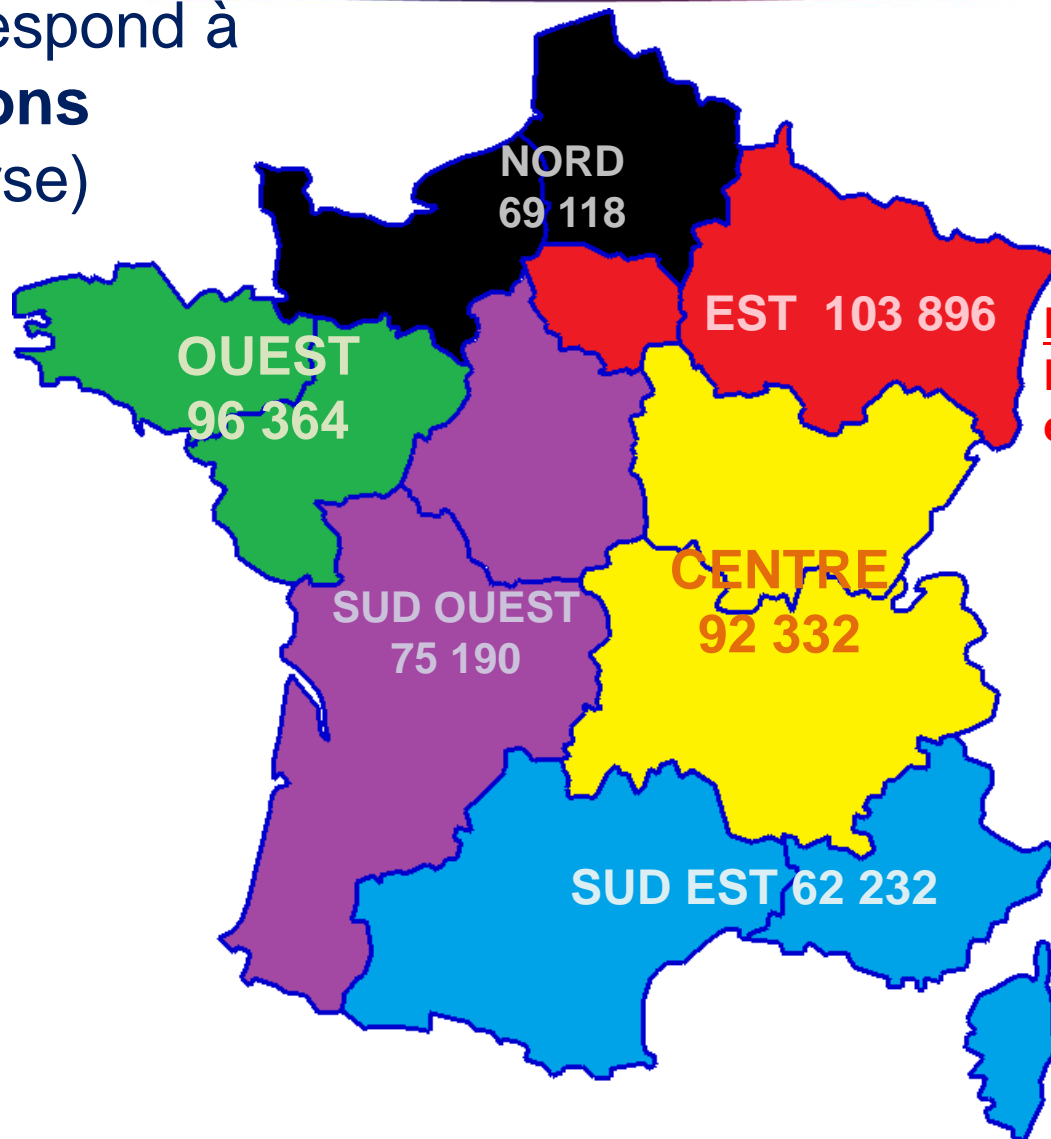 espond à
ons
se)
NORD
69 118
EST 103 896
OUEST
96 364
CENTRE
92 332
SUD OUEST
75 190
SUD EST 62 232